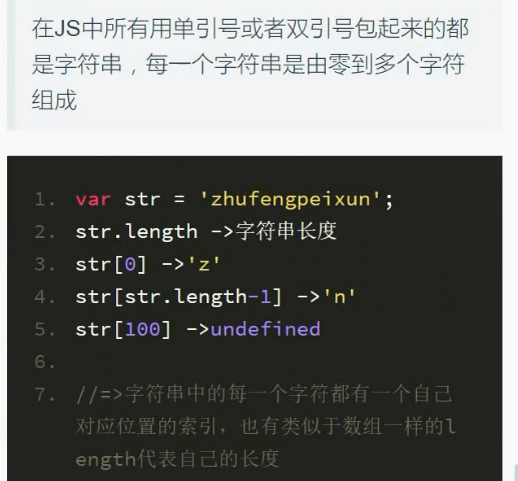 在JS中所有用单引号或者双引号包起来的都
是字符串，每一个字符串是由零到多个字符
组成
1. var str = 'zhufengpeixun';
2. str.length ->字符串长度
3. str[0] ->'z'
4. str[str.length-1] ->'n'
5. str[100] ->undefined
6.
7. //=>字符串中的每一个字符都有一个自己
对应位置的索引，也有类似于数组一样的l
ength代表自己的长度